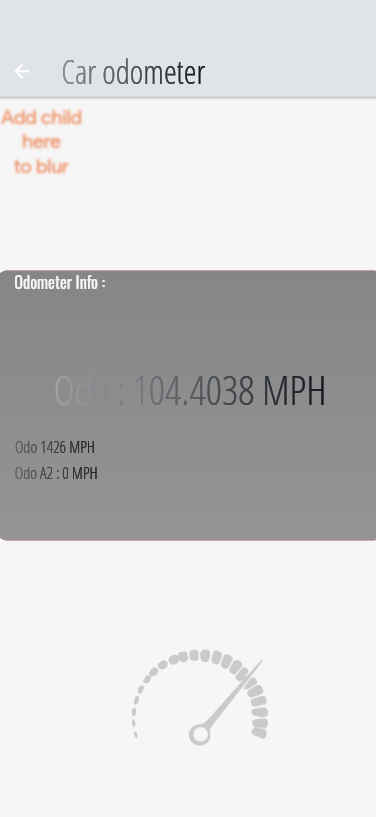 Car odometer
Add child
here
to blur
Odometer Info :
Odo : 104.4038 MPH
Odo 1426 MPH
Odo A2 : 0 MPH